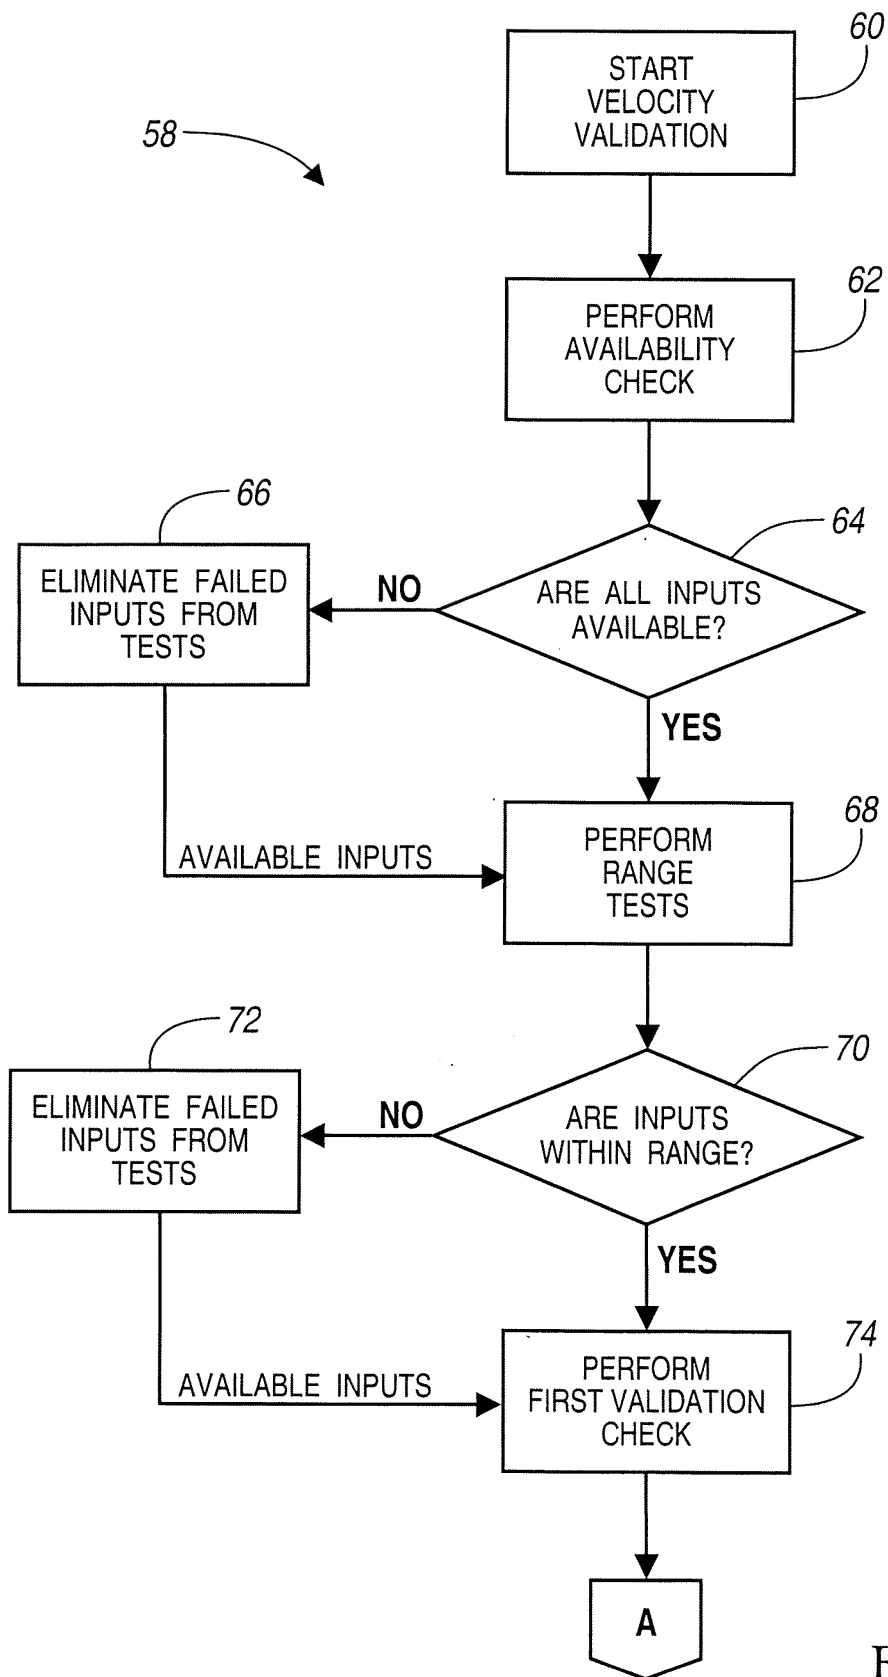 60
START
VELOCITY
VALIDATION
58
62
PERFORM
AVAILABILITY
CHECK
66
64
ELIMINATE FAILED
INPUTS FROM
TESTS
NO
ARE ALL INPUTS
AVAILABLE?
YES
68
PERFORM
RANGE
TESTS
AVAILABLE INPUTS
72
70
ELIMINATE FAILED
INPUTS FROM
TESTS
NO
ARE INPUTS
WITHIN RANGE?
YES
74
PERFORM
FIRST VALIDATION
CHECK
AVAILABLE INPUTS
A